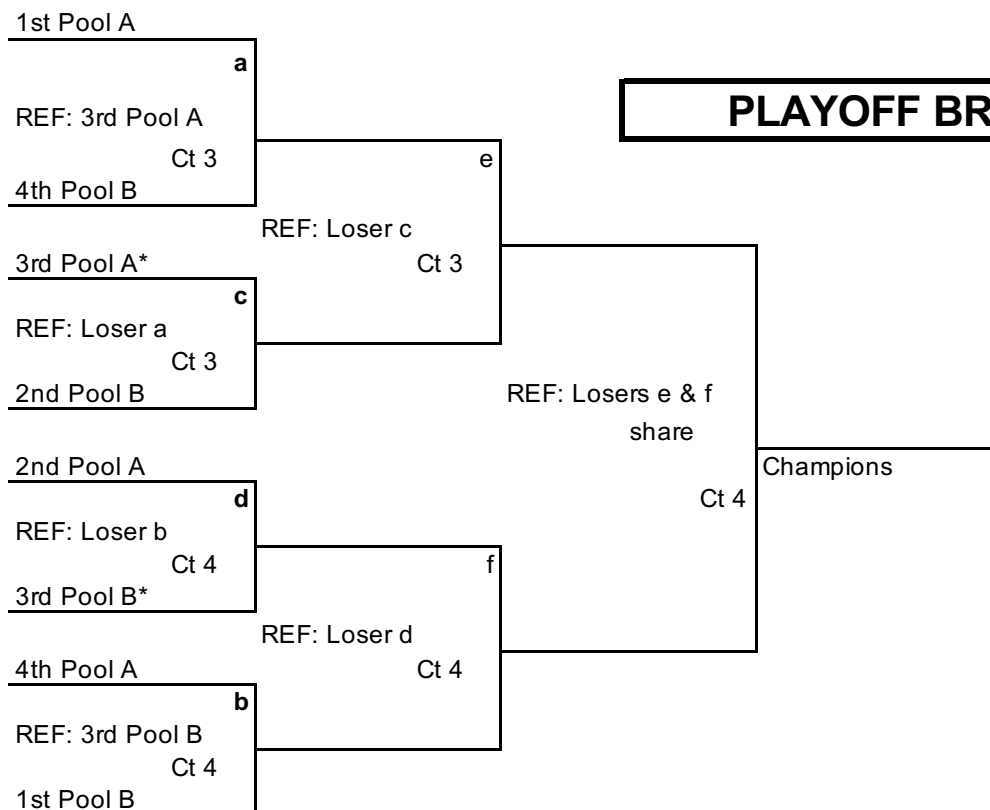 1st Pool A
a
REF: 3rd Pool A
Ct 3
4th Pool B
PLAYOFF BR
e
REF: Loser c
Ct 3
3rd Pool A*
c
REF: Loser a
Ct 3
2nd Pool B
REF: Losers e & f
share
Ct 4
Champions
2nd Pool A
d
REF: Loser b
Ct 4
3rd Pool B*
f
REF: Loser d
Ct 4
4th Pool A
b
REF: 3rd Pool B
Ct 4
1st Pool B